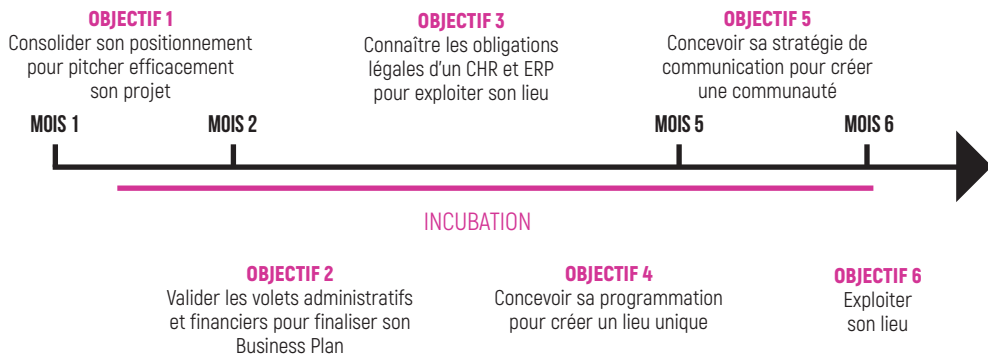 OBJECTIF 1
Consolider son positionnement
pour pitcher efficacement
son projet
OBJECTIF 3
Connaître les obligations
légales d'un CHR et ERP
pour exploiter son lieu
OBJECTIF 5
Concevoir sa stratégie de
communication pour créer
une communauté
MOIS 1
MOIS 2
MOIS 5
MOIS 6
INCUBATION
OBJECTIF 2
Valider les volets administratifs
et financiers pour finaliser son
Business Plan
OBJECTIF 4
Concevoir sa programmation
pour créer un lieu unique
OBJECTIF 6
Exploiter
son lieu